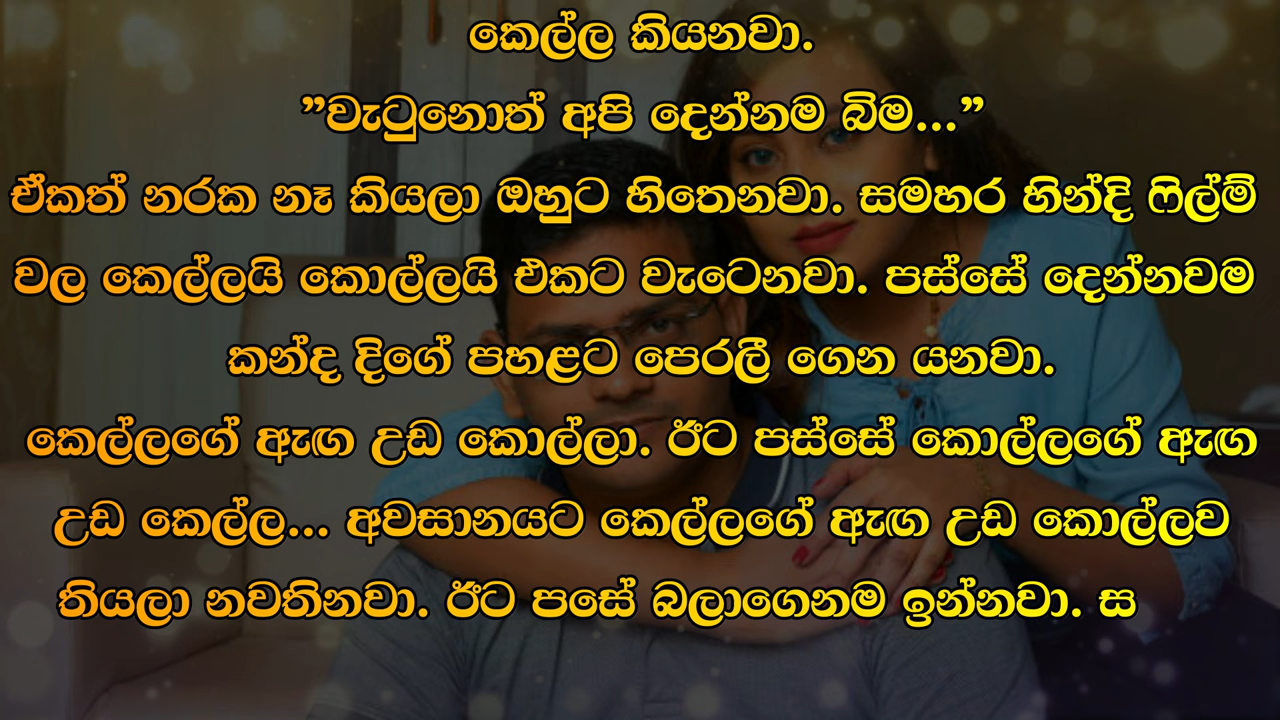 කෙල්ල කියනවා.
”වැටුනොත් අපි දෙන්නම බිම...”
ඒකත් නරක නෑ කියලා ඔහුට හිතෙනවා. සමහර හින්දි ෆිල්ම්
වල කෙල්ලයි කොල්ලයි එකට වැටෙනවා. පස්සේ දෙන්නවම
කන්ද දිගේ පහළට පෙරලී ගෙන යනවා.
කෙල්ලගේ ඇඟ උඩ කොල්ලා. ඊට පස්සේ කොල්ලගේ ඇඟ
උඩ කෙල්ල... අවසානයට කෙල්ලගේ ඇඟ උඩ කොල්ලව
තියලා නවතිනවා. ඊට පසේ බලාගෙනම ඉන්නවා. ස